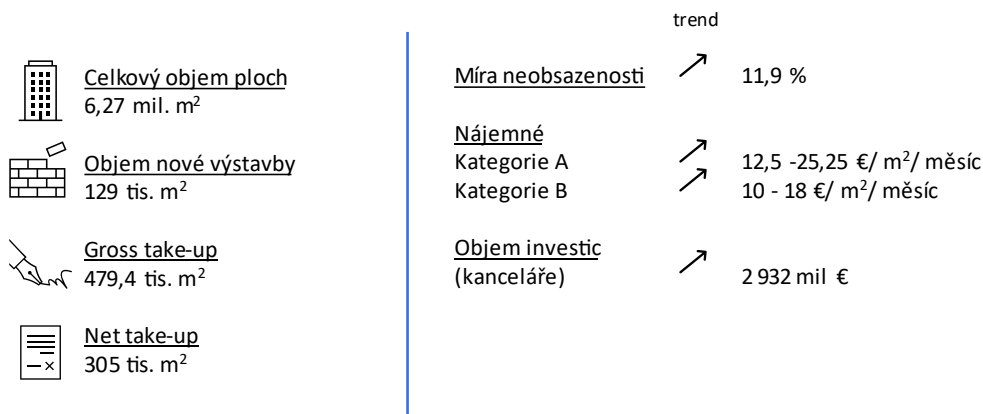 Celkový objem ploch
6,27 mil. m²
Objem nové výstavby
129 tis. m²
Gross take-up
479,4 tis. m²
Net take-up
305 tis. m²
trend
Míra neobsazenosti 11,9 %
Nájemné
Kategorie A 12,5 -25,25 €/ m²/ měsíc
Kategorie B 10 - 18 €/ m²/ měsíc
Objem investic
(kanceláře) 2 932 mil €